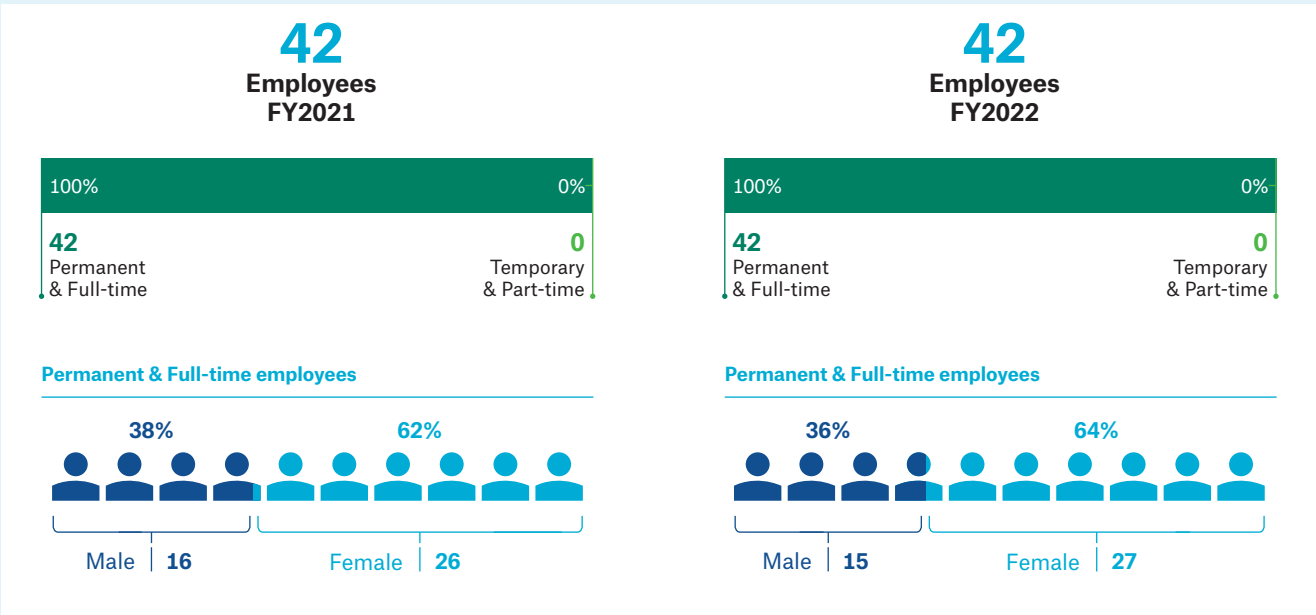 42
Employees
FY2021
100%
0%
42
Permanent
& Full-time
0
Temporary
& Part-time
Permanent & Full-time employees
38%
62%
Male 16
Female 26
42
Employees
FY2022
100%
0%
42
Permanent
& Full-time
0
Temporary
& Part-time
Permanent & Full-time employees
36%
64%
Male 15
Female 27